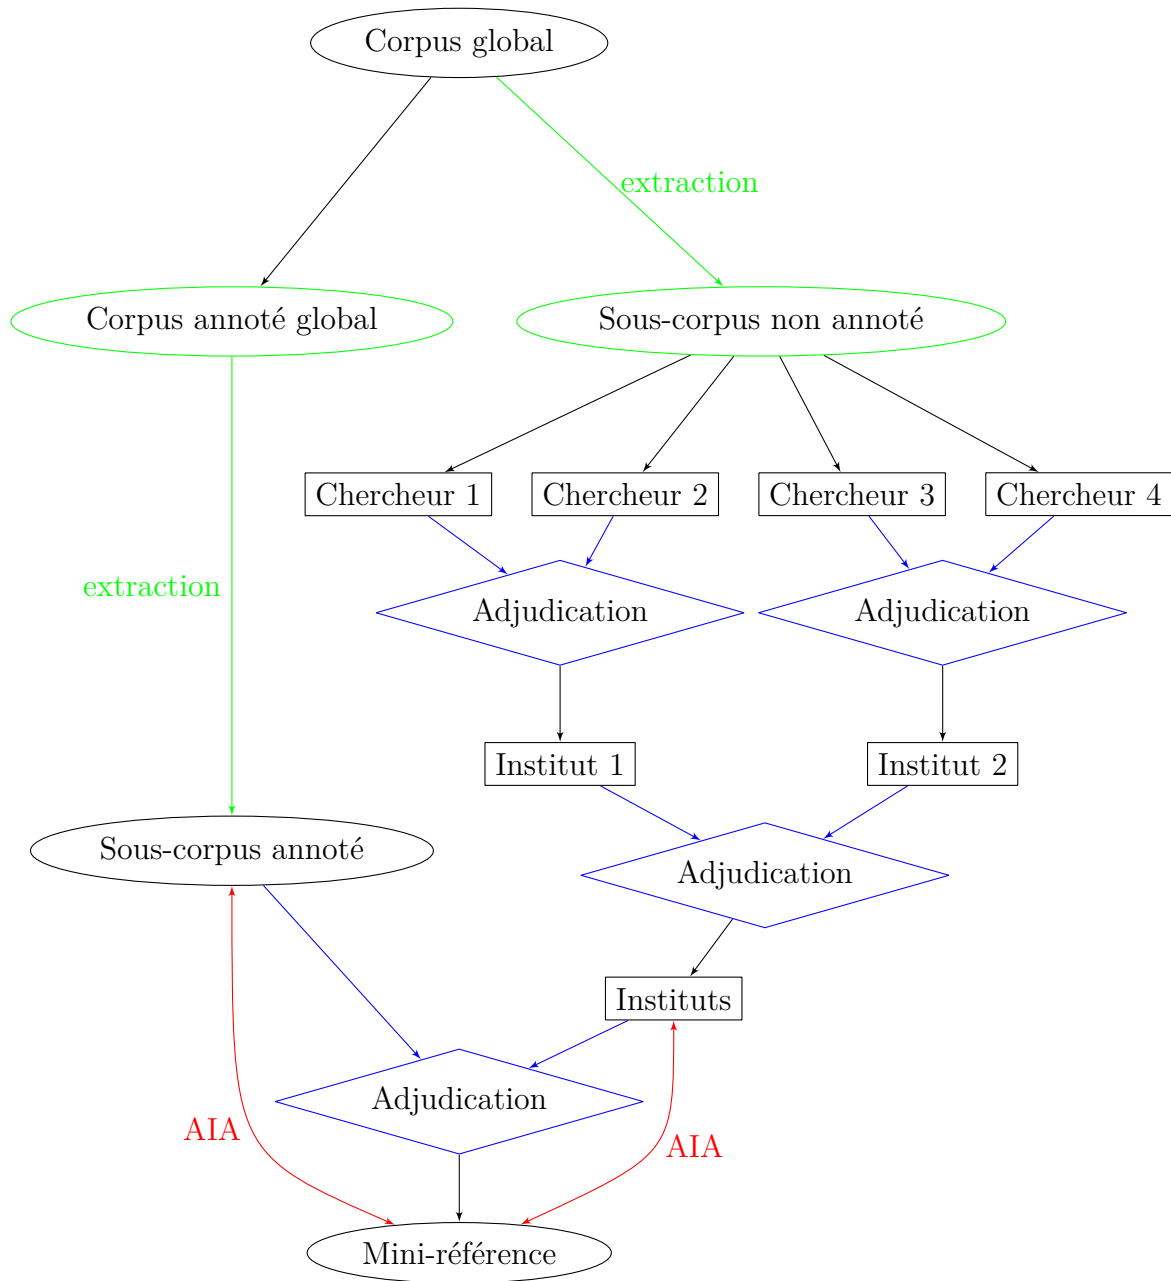 Corpus global
extraction
Corpus annoté global
Sous-corpus non annoté
Chercheur 1
Chercheur 2
Chercheur 3
Chercheur 4
extraction
Adjudication
Adjudication
Institut 1
Institut 2
Sous-corpus annoté
Adjudication
Instituts
Adjudication
AIA
AIA
Mini-référence